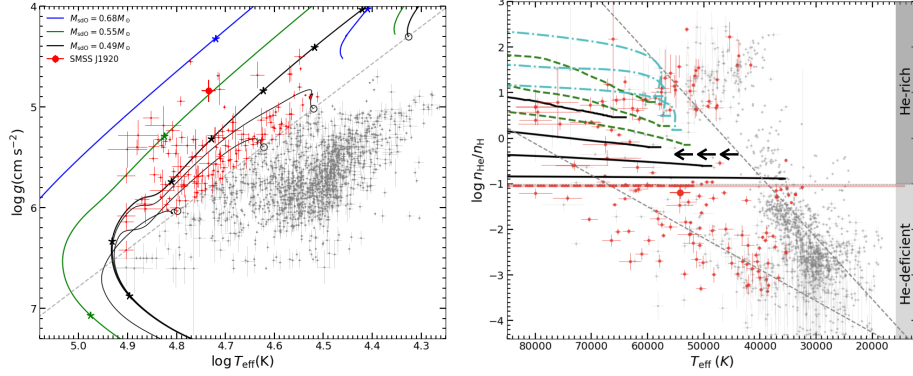 M_sdO = 0.68M_⊙
M_sdO = 0.55M_⊙
M_sdO = 0.49M_⊙
SMSS J1920
log g(cm s⁻²)
4
5
6
7
5.0 4.9 4.8 4.7 4.6 4.5 4.4 4.3
log T_eff(K)
log n_He/n_H
3
2
1
0
−1
−2
−3
−4
80000 70000 60000 50000 40000 30000 20000
T_eff (K)
He-rich
He-deficient